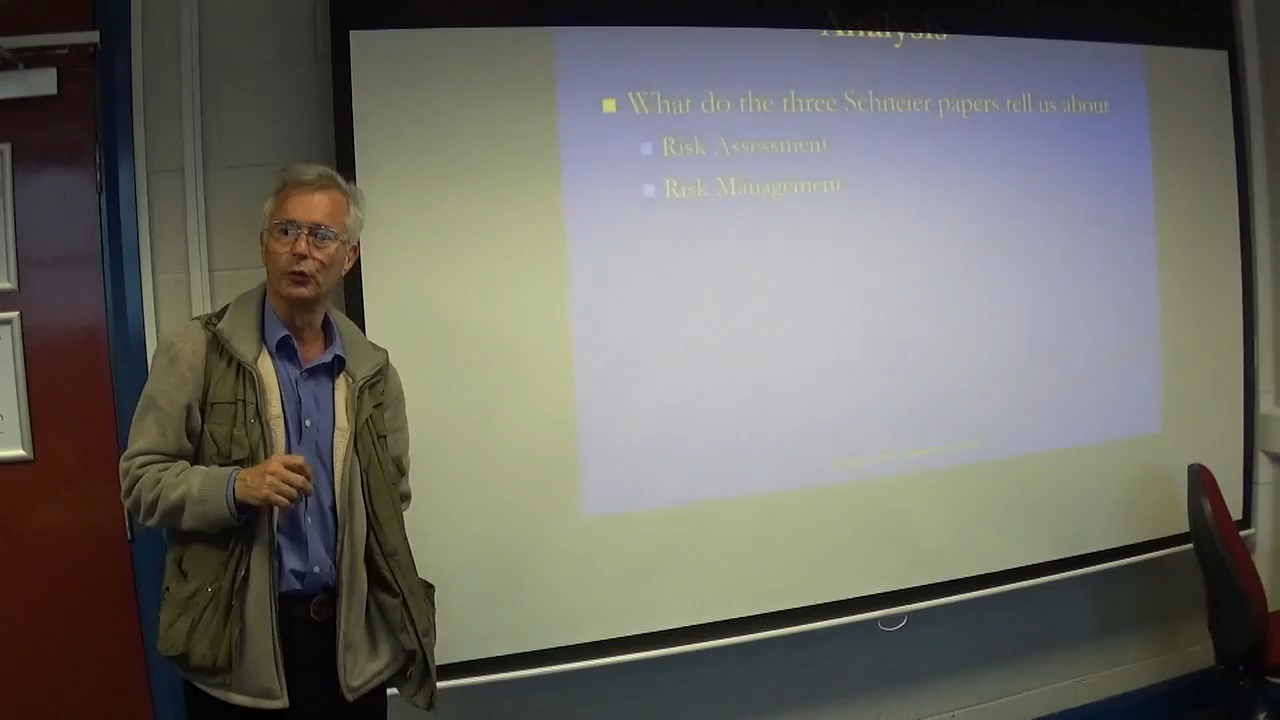 Analysis
What do the three Schneier papers tell us about
Risk Assessment
Risk Management